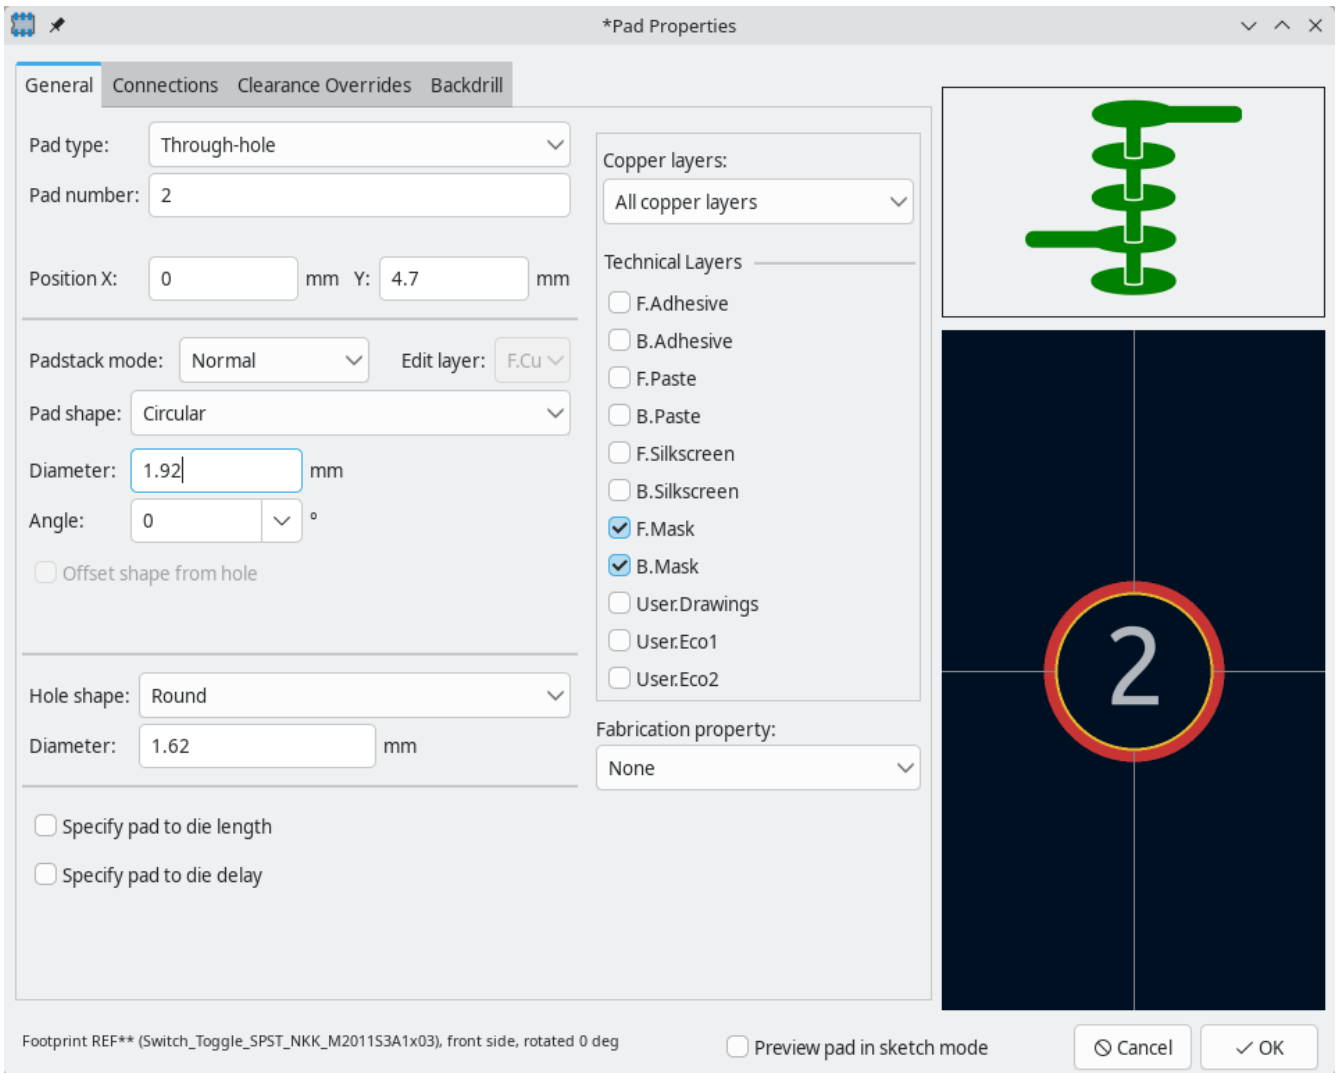 *Pad Properties
General Connections Clearance Overrides Backdrill
Pad type: Through-hole
Pad number: 2
Position X: 0 mm Y: 4.7 mm
Padstack mode: Normal Edit layer: F.Cu
Pad shape: Circular
Diameter: 1.92 mm
Angle: 0 °
Offset shape from hole
Hole shape: Round
Diameter: 1.62 mm
Specify pad to die length
Specify pad to die delay
Copper layers:
All copper layers
Technical Layers
F.Adhesive
B.Adhesive
F.Paste
B.Paste
F.Silkscreen
B.Silkscreen
F.Mask
B.Mask
User.Drawings
User.Eco1
User.Eco2
Fabrication property:
None
2
Footprint REF** (Switch_Toggle_SPST_NKK_M2011S3A1x03), front side, rotated 0 deg
Preview pad in sketch mode
Cancel
OK